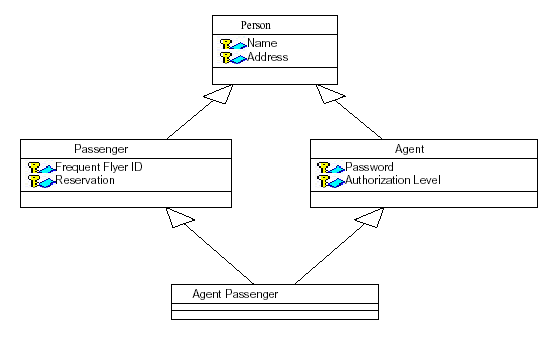 Person
Name
Address
Passenger
Frequent Flyer ID
Reservation
Agent
Password
Authorization Level
Agent Passenger